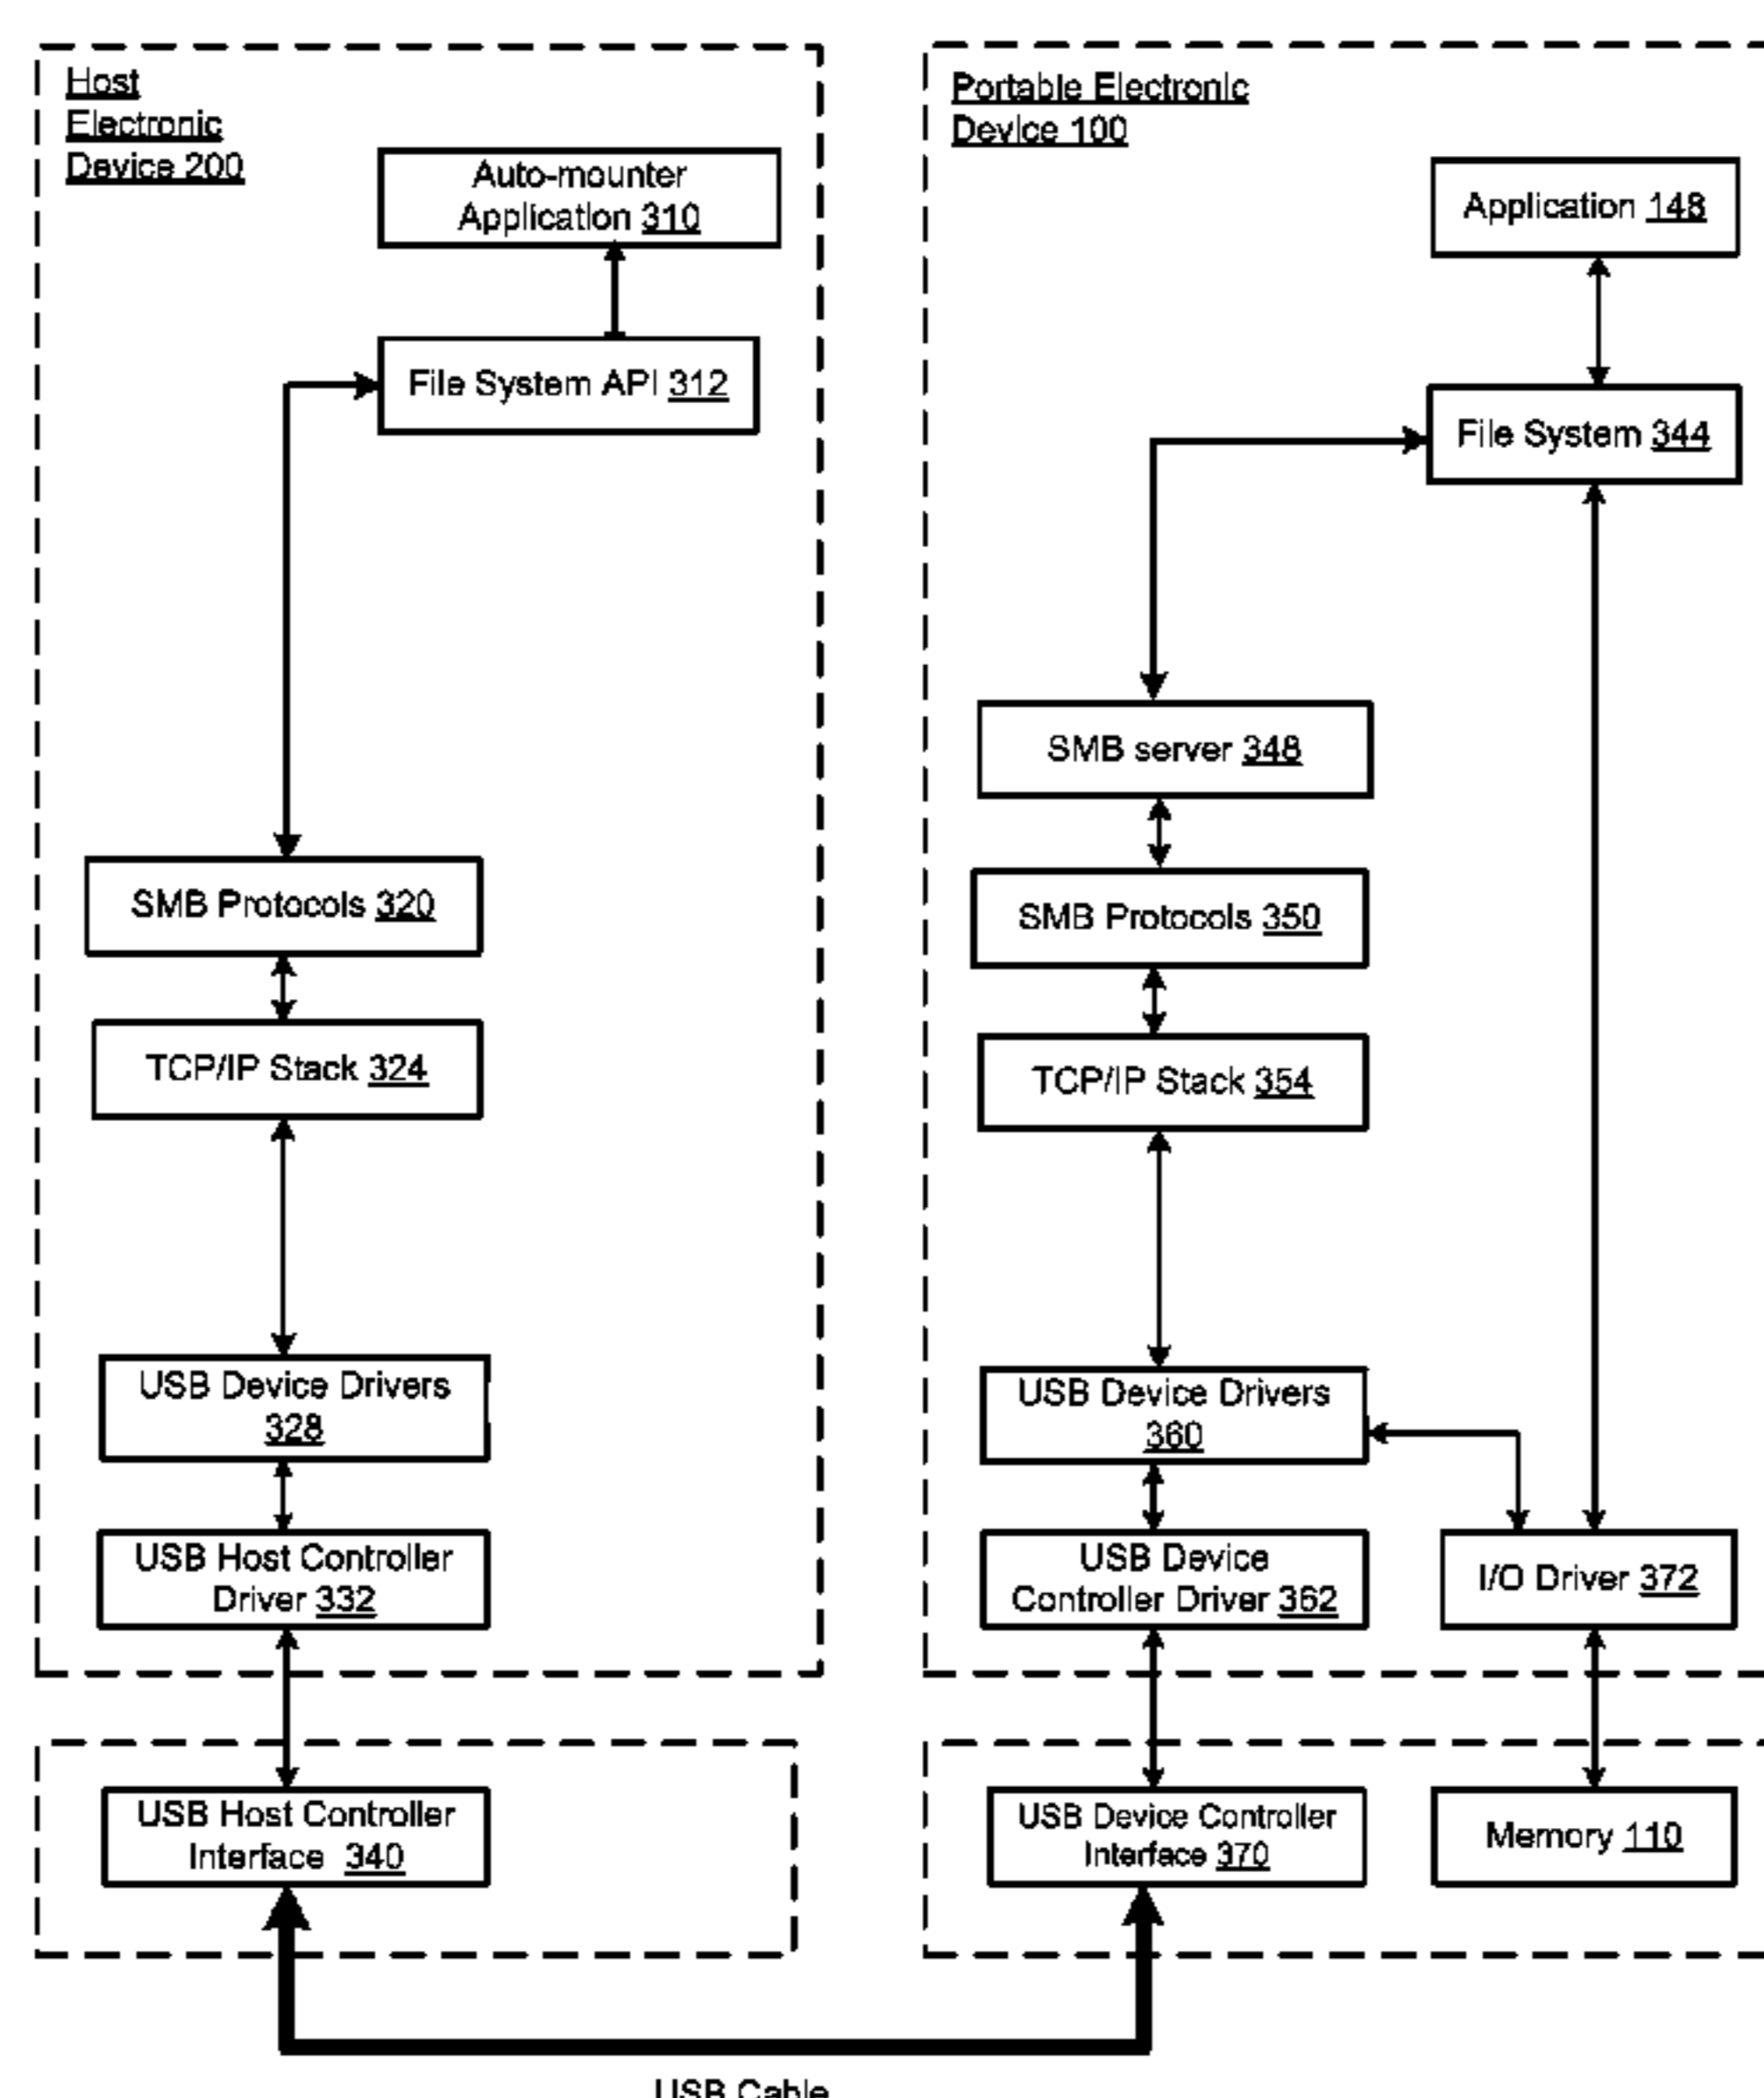 Host
Electronic
Device 200
Auto-mounter
Application 310
File System API 312
SMB Protocols 320
TCP/IP Stack 324
USB Device Drivers
328
USB Host Controller
Driver 332
USB Host Controller
Interface 340
Portable Electronic
Device 100
Application 148
File System 344
SMB server 348
SMB Protocols 350
TCP/IP Stack 354
USB Device Drivers
360
USB Device
Controller Driver 362
I/O Driver 372
USB Device Controller
Interface 370
Memory 110
USB Cable